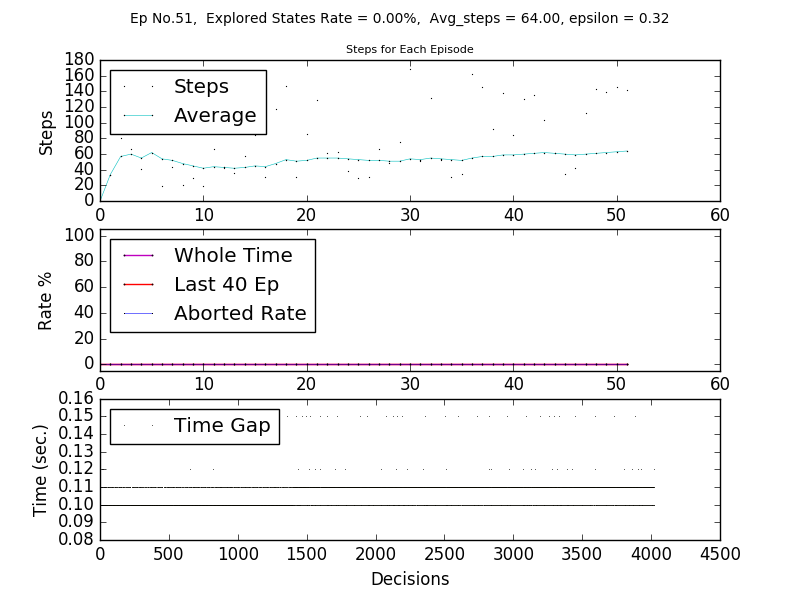 Ep No.51,  Explored States Rate = 0.00%,  Avg_steps = 64.00, epsilon = 0.32
Steps for Each Episode
180
160
140
120
100
80
60
40
20
0
Steps
Steps
Average
0 10 20 30 40 50 60
100
80
60
40
20
0
Rate %
Whole Time
Last 40 Ep
Aborted Rate
0 10 20 30 40 50 60
0.16
0.15
0.14
0.13
0.12
0.11
0.10
0.09
0.08
Time (sec.)
Time Gap
0 500 1000 1500 2000 2500 3000 3500 4000 4500
Decisions